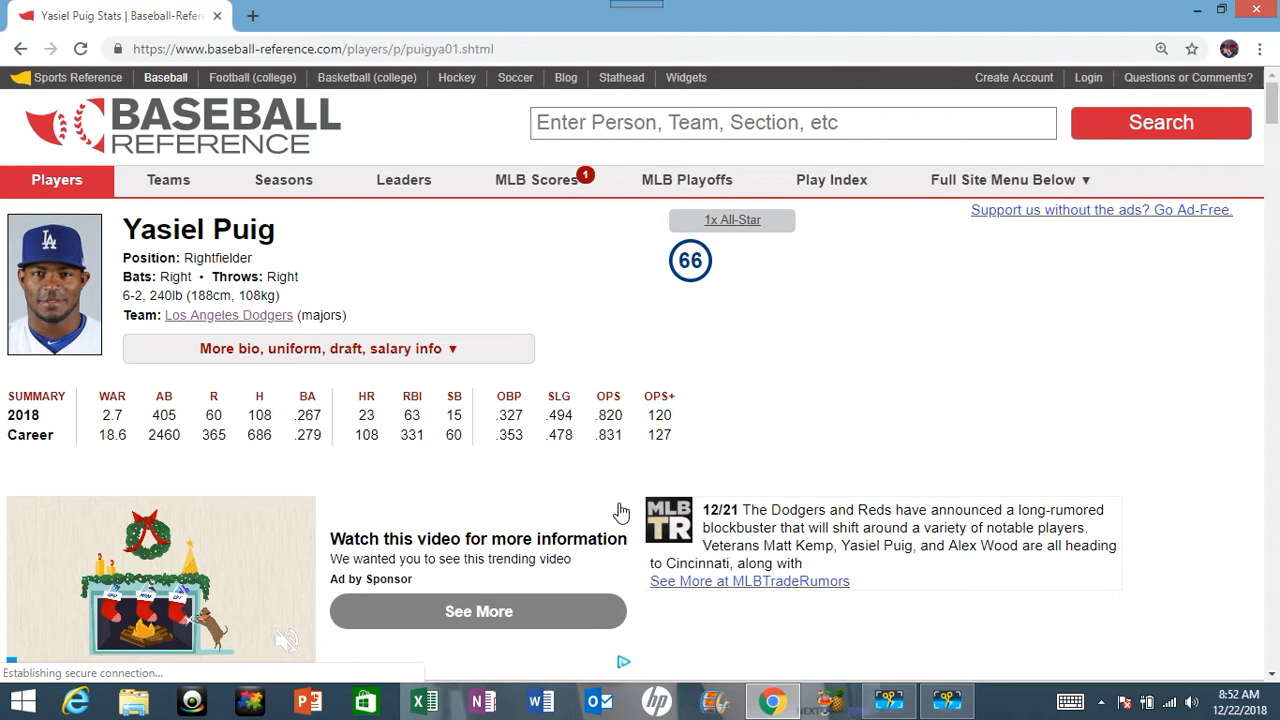 Yasiel Puig Stats | Baseball-Refer
https://www.baseball-reference.com/players/p/puigya01.shtml
Sports Reference Baseball Football (college) Basketball (college) Hockey Soccer Blog Stathead Widgets Create Account Login Questions or Comments?
BASEBALL
REFERENCE
Enter Person, Team, Section, etc
Search
Players Teams Seasons Leaders MLB Scores 1 MLB Playoffs Play Index Full Site Menu Below ▼
Support us without the ads? Go Ad-Free.
LA
Yasiel Puig
Position: Rightfielder
Bats: Right • Throws: Right
6-2, 240lb (188cm, 108kg)
Team: Los Angeles Dodgers (majors)
More bio, uniform, draft, salary info ▼
1x All-Star
66
SUMMARY WAR AB R H BA HR RBI SB OBP SLG OPS OPS+
2018 2.7 405 60 108 .267 23 63 15 .327 .494 .820 120
Career 18.6 2460 365 686 .279 108 331 60 .353 .478 .831 127
Watch this video for more information
We wanted you to see this trending video
Ad by Sponsor
See More
MLB
TR
12/21 The Dodgers and Reds have announced a long-rumored
blockbuster that will shift around a variety of notable players.
Veterans Matt Kemp, Yasiel Puig, and Alex Wood are all heading
to Cincinnati, along with
See More at MLBTradeRumors
Establishing secure connection...
8:52 AM
12/22/2018